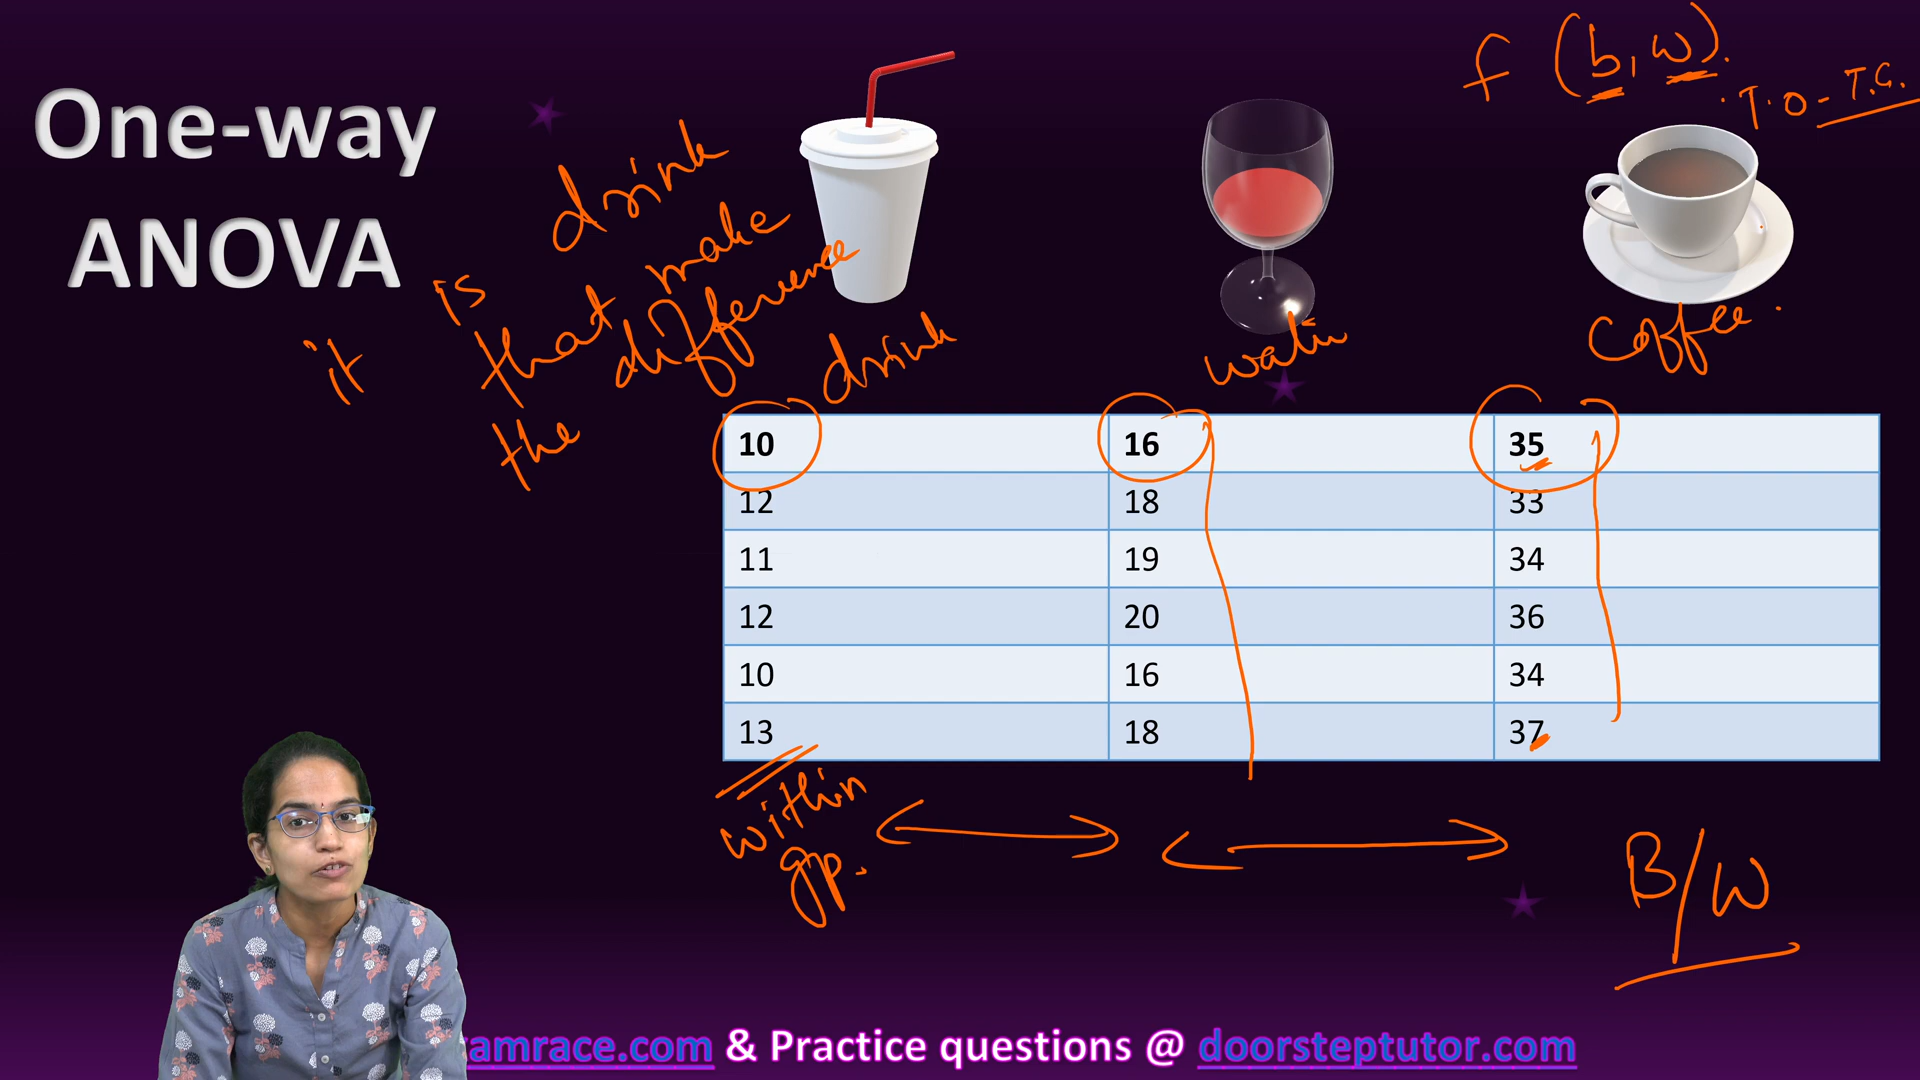 One-way
ANOVA
f (b, w).
T.O - T.G.
it is drink
that make
the difference
drink
Coffee.
10 16 35
12 18 33
11 19 34
12 20 36
10 16 34
13 18 37
within
gp.
B/W
amrace.com & Practice questions @ doorsteptutor.com